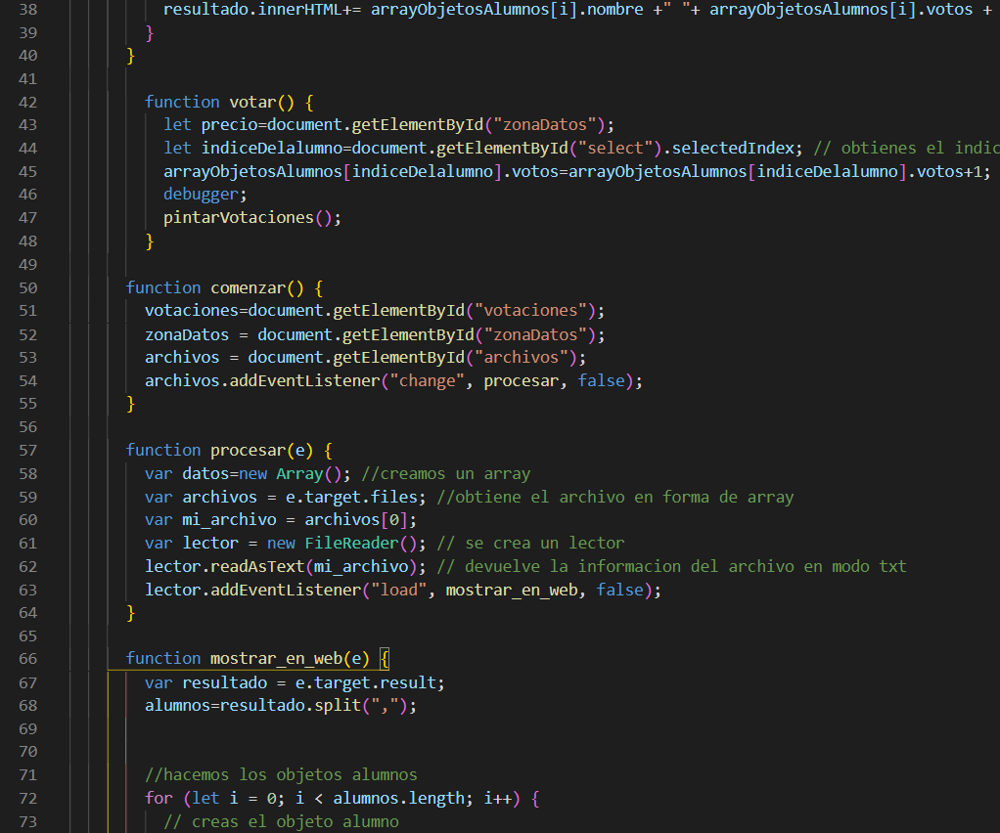 38 resultado.innerHTML+= arrayObjetosAlumnos[i].nombre +" "+ arrayObjetosAlumnos[i].votos +
39 }
40 }
41
42 function votar() {
43 let precio=document.getElementById("zonaDatos");
44 let indiceDelalumno=document.getElementById("select").selectedIndex; // obtienes el indic
45 arrayObjetosAlumnos[indiceDelalumno].votos=arrayObjetosAlumnos[indiceDelalumno].votos+1;
46 debugger;
47 pintarVotaciones();
48 }
49
50 function comenzar() {
51 votaciones=document.getElementById("votaciones");
52 zonaDatos = document.getElementById("zonaDatos");
53 archivos = document.getElementById("archivos");
54 archivos.addEventListener("change", procesar, false);
55 }
56
57 function procesar(e) {
58 var datos=new Array(); //creamos un array
59 var archivos = e.target.files; //obtiene el archivo en forma de array
60 var mi_archivo = archivos[0];
61 var lector = new FileReader(); // se crea un lector
62 lector.readAsText(mi_archivo); // devuelve la informacion del archivo en modo txt
63 lector.addEventListener("load", mostrar_en_web, false);
64 }
65
66 function mostrar_en_web(e) {
67 var resultado = e.target.result;
68 alumnos=resultado.split(",");
69
70
71 //hacemos los objetos alumnos
72 for (let i = 0; i < alumnos.length; i++) {
73 // creas el objeto alumno